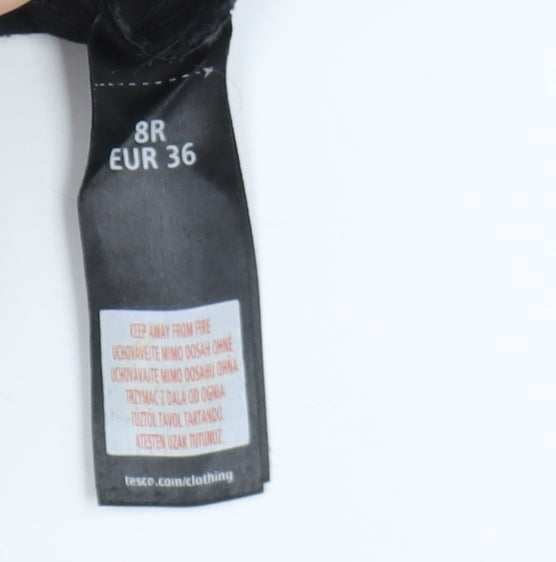 8R
EUR 36
KEEP AWAY FROM FIRE
UCHOVÁVEJTE MIMO DOSAH OHNĚ
UCHOVÁVAJTE MIMO DOSAHU OHŇA
TRZYMAĆ Z DALA OD OGNIA
TŰZTŐL TÁVOL TARTANDÓ
ATEŞTEN UZAK TUTUNUZ
tesco.com/clothing